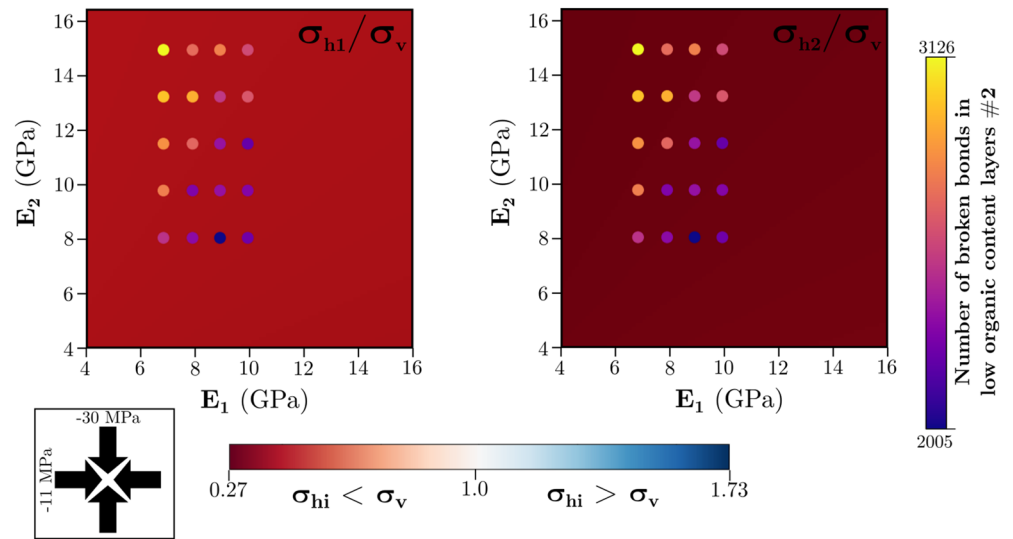 σh1/σv
16
14
12
10
8
6
4
E2 (GPa)
4 6 8 10 12 14 16
E1 (GPa)
σh2/σv
16
14
12
10
8
6
4
E2 (GPa)
4 6 8 10 12 14 16
E1 (GPa)
3126
2005
Number of broken bonds in
low organic content layers #2
-30 MPa
-11 MPa
0.27 1.0 1.73
σhi < σv
σhi > σv